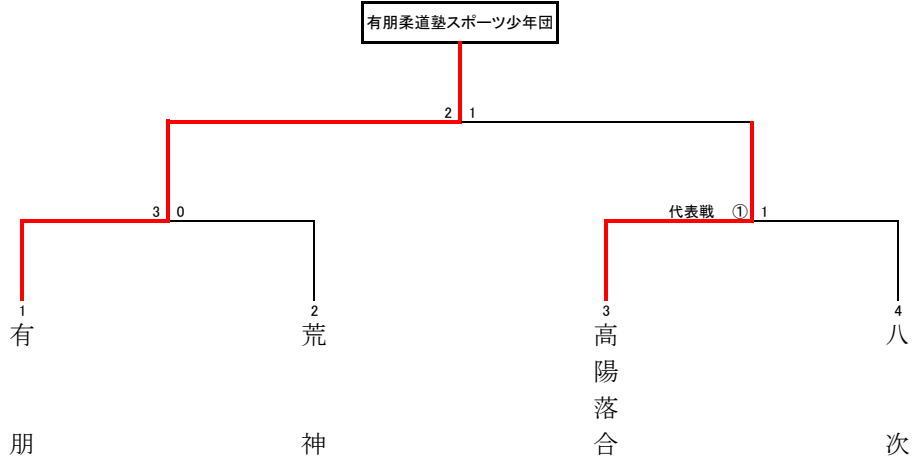 有朋柔道塾スポーツ少年団
2 1
3 0
代表戦 ① 1
1
有朋
2
荒神
3
高陽落合
4
八次